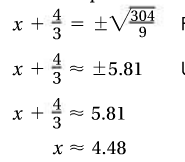 x + 4/3 = ±√(304/9)
x + 4/3 ≈ ±5.81
x + 4/3 ≈ 5.81
x ≈ 4.48